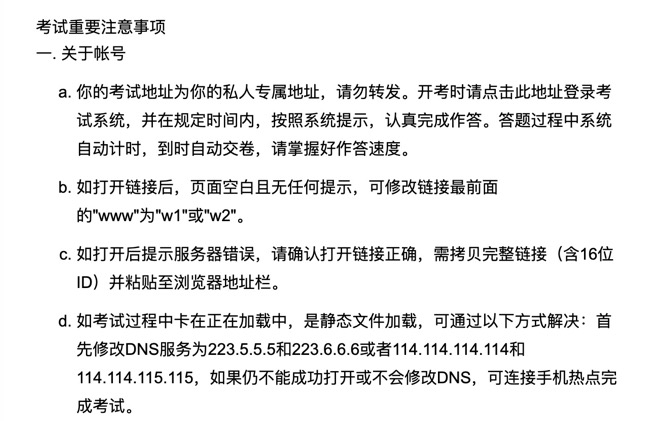 考试重要注意事项
一. 关于帐号
a. 你的考试地址为你的私人专属地址，请勿转发。开考时请点击此地址登录考
试系统，并在规定时间内，按照系统提示，认真完成作答。答题过程中系统
自动计时，到时自动交卷，请掌握好作答速度。
b. 如打开链接后，页面空白且无任何提示，可修改链接最前面
的"www"为"w1"或"w2"。
c. 如打开后提示服务器错误，请确认打开链接正确，需拷贝完整链接（含16位
ID）并粘贴至浏览器地址栏。
d. 如考试过程中卡在正在加载中，是静态文件加载，可通过以下方式解决：首
先修改DNS服务为223.5.5.5和223.6.6.6或者114.114.114.114和
114.114.115.115，如果仍不能成功打开或不会修改DNS，可连接手机热点完
成考试。